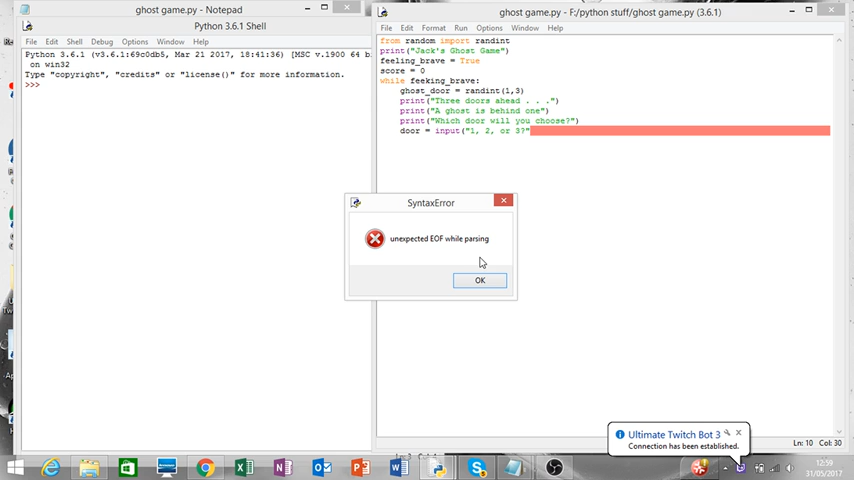 ghost game.py - Notepad
Python 3.6.1 Shell
File Edit Shell Debug Options Window Help
Python 3.6.1 (v3.6.1:69c0db5, Mar 21 2017, 18:41:36) [MSC v.1900 64 b
on win32
Type "copyright", "credits" or "license()" for more information.
>>>
ghost game.py - F:/python stuff/ghost game.py (3.6.1)
File Edit Format Run Options Window Help
from random import randint
print("Jack's Ghost Game")
feeling_brave = True
score = 0
while feeking_brave:
ghost_door = randint(1,3)
print("Three doors ahead . . .")
print("A ghost is behind one")
print("Which door will you choose?")
door = input("1, 2, or 3?"
SyntaxError
unexpected EOF while parsing
OK
Ultimate Twitch Bot 3
Connection has been established.
Ln: 10 Col: 30
12:59
31/05/2017